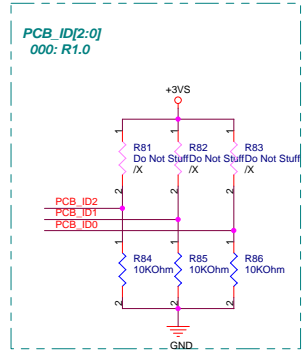 PCB_ID[2:0]
000: R1.0
+3VS
1 1 1
R81 R82 R83
Do Not Stuff Do Not Stuff Do Not Stuff
/X /X /X
2 2 2
PCB_ID2
PCB_ID1
PCB_ID0
1 1 1
R84 R85 R86
10KOhm 10KOhm 10KOhm
2 2 2
GND